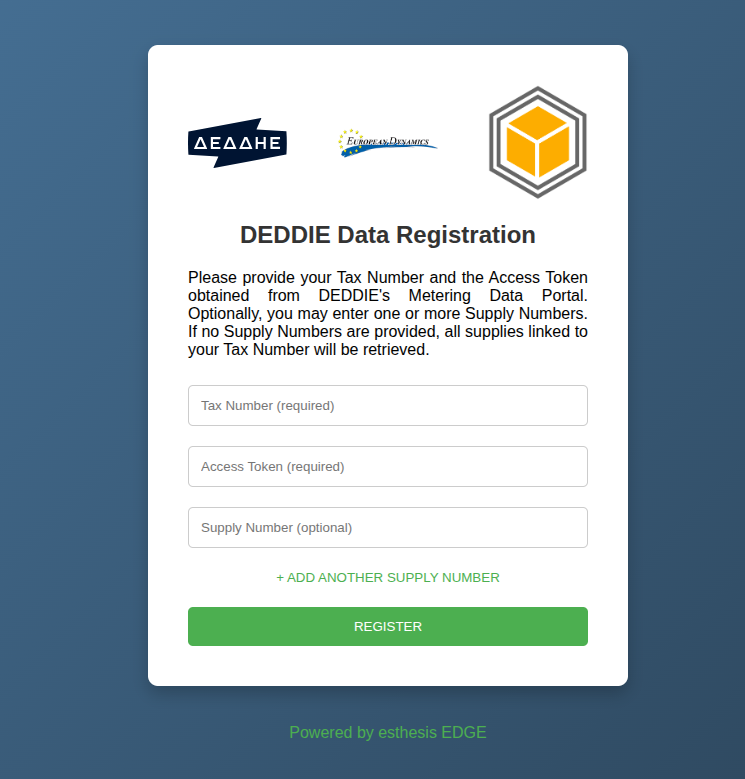 ΔΕΔΔΗΕ
EUROPEAN DYNAMICS
DEDDIE Data Registration
Please provide your Tax Number and the Access Token
obtained from DEDDIE's Metering Data Portal.
Optionally, you may enter one or more Supply Numbers.
If no Supply Numbers are provided, all supplies linked to
your Tax Number will be retrieved.
Tax Number (required)
Access Token (required)
Supply Number (optional)
+ ADD ANOTHER SUPPLY NUMBER
REGISTER
Powered by esthesis EDGE